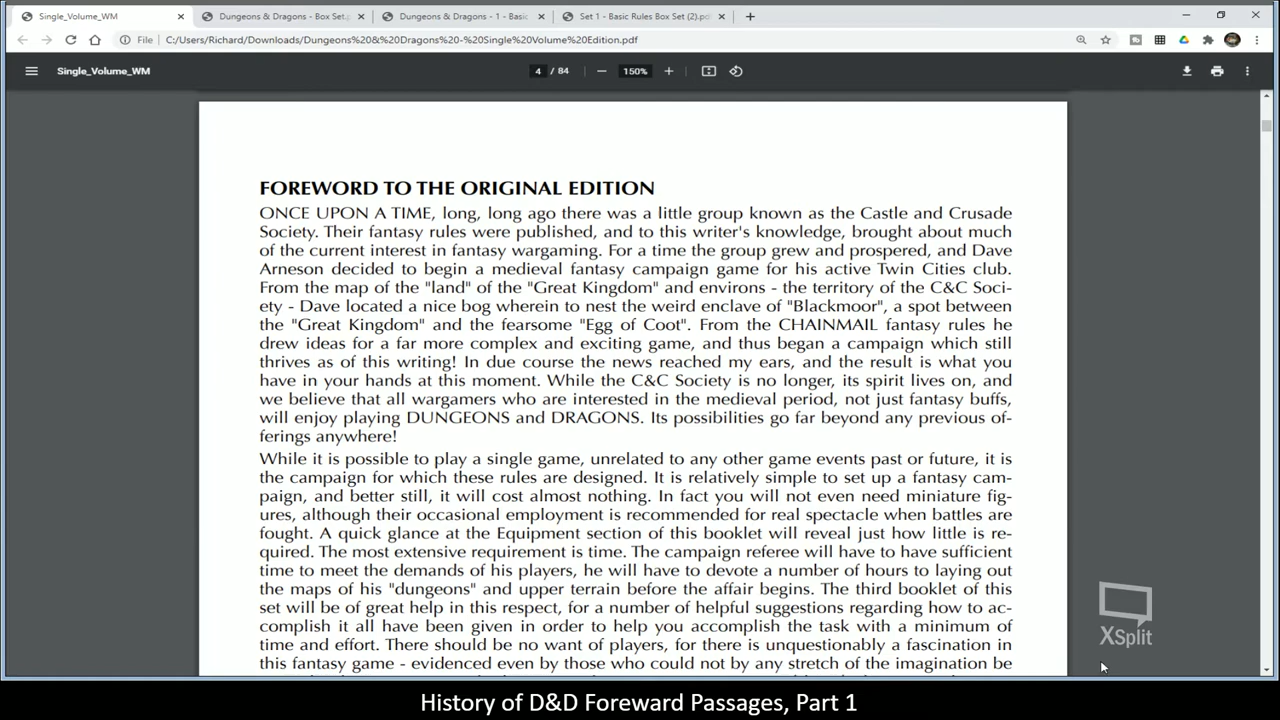 Single_Volume_WM
Dungeons & Dragons - Box Set.p
Dungeons & Dragons - 1 - Basic
Set 1 - Basic Rules Box Set (2).pd
File C:/Users/Richard/Downloads/Dungeons%20&%20Dragons%20-%20Single%20Volume%20Edition.pdf
Single_Volume_WM 4 / 84 150%
FOREWORD TO THE ORIGINAL EDITION
ONCE UPON A TIME, long, long ago there was a little group known as the Castle and Crusade
Society. Their fantasy rules were published, and to this writer's knowledge, brought about much
of the current interest in fantasy wargaming. For a time the group grew and prospered, and Dave
Arneson decided to begin a medieval fantasy campaign game for his active Twin Cities club.
From the map of the "land" of the "Great Kingdom" and environs - the territory of the C&C Soci-
ety - Dave located a nice bog wherein to nest the weird enclave of "Blackmoor", a spot between
the "Great Kingdom" and the fearsome "Egg of Coot". From the CHAINMAIL fantasy rules he
drew ideas for a far more complex and exciting game, and thus began a campaign which still
thrives as of this writing! In due course the news reached my ears, and the result is what you
have in your hands at this moment. While the C&C Society is no longer, its spirit lives on, and
we believe that all wargamers who are interested in the medieval period, not just fantasy buffs,
will enjoy playing DUNGEONS and DRAGONS. Its possibilities go far beyond any previous of-
ferings anywhere!
While it is possible to play a single game, unrelated to any other game events past or future, it is
the campaign for which these rules are designed. It is relatively simple to set up a fantasy cam-
paign, and better still, it will cost almost nothing. In fact you will not even need miniature fig-
ures, although their occasional employment is recommended for real spectacle when battles are
fought. A quick glance at the Equipment section of this booklet will reveal just how little is re-
quired. The most extensive requirement is time. The campaign referee will have to have sufficient
time to meet the demands of his players, he will have to devote a number of hours to laying out
the maps of his "dungeons" and upper terrain before the affair begins. The third booklet of this
set will be of great help in this respect, for a number of helpful suggestions regarding how to ac-
complish it all have been given in order to help you accomplish the task with a minimum of
time and effort. There should be no want of players, for there is unquestionably a fascination in
this fantasy game - evidenced even by those who could not by any stretch of the imagination be
XSplit
History of D&D Foreward Passages, Part 1